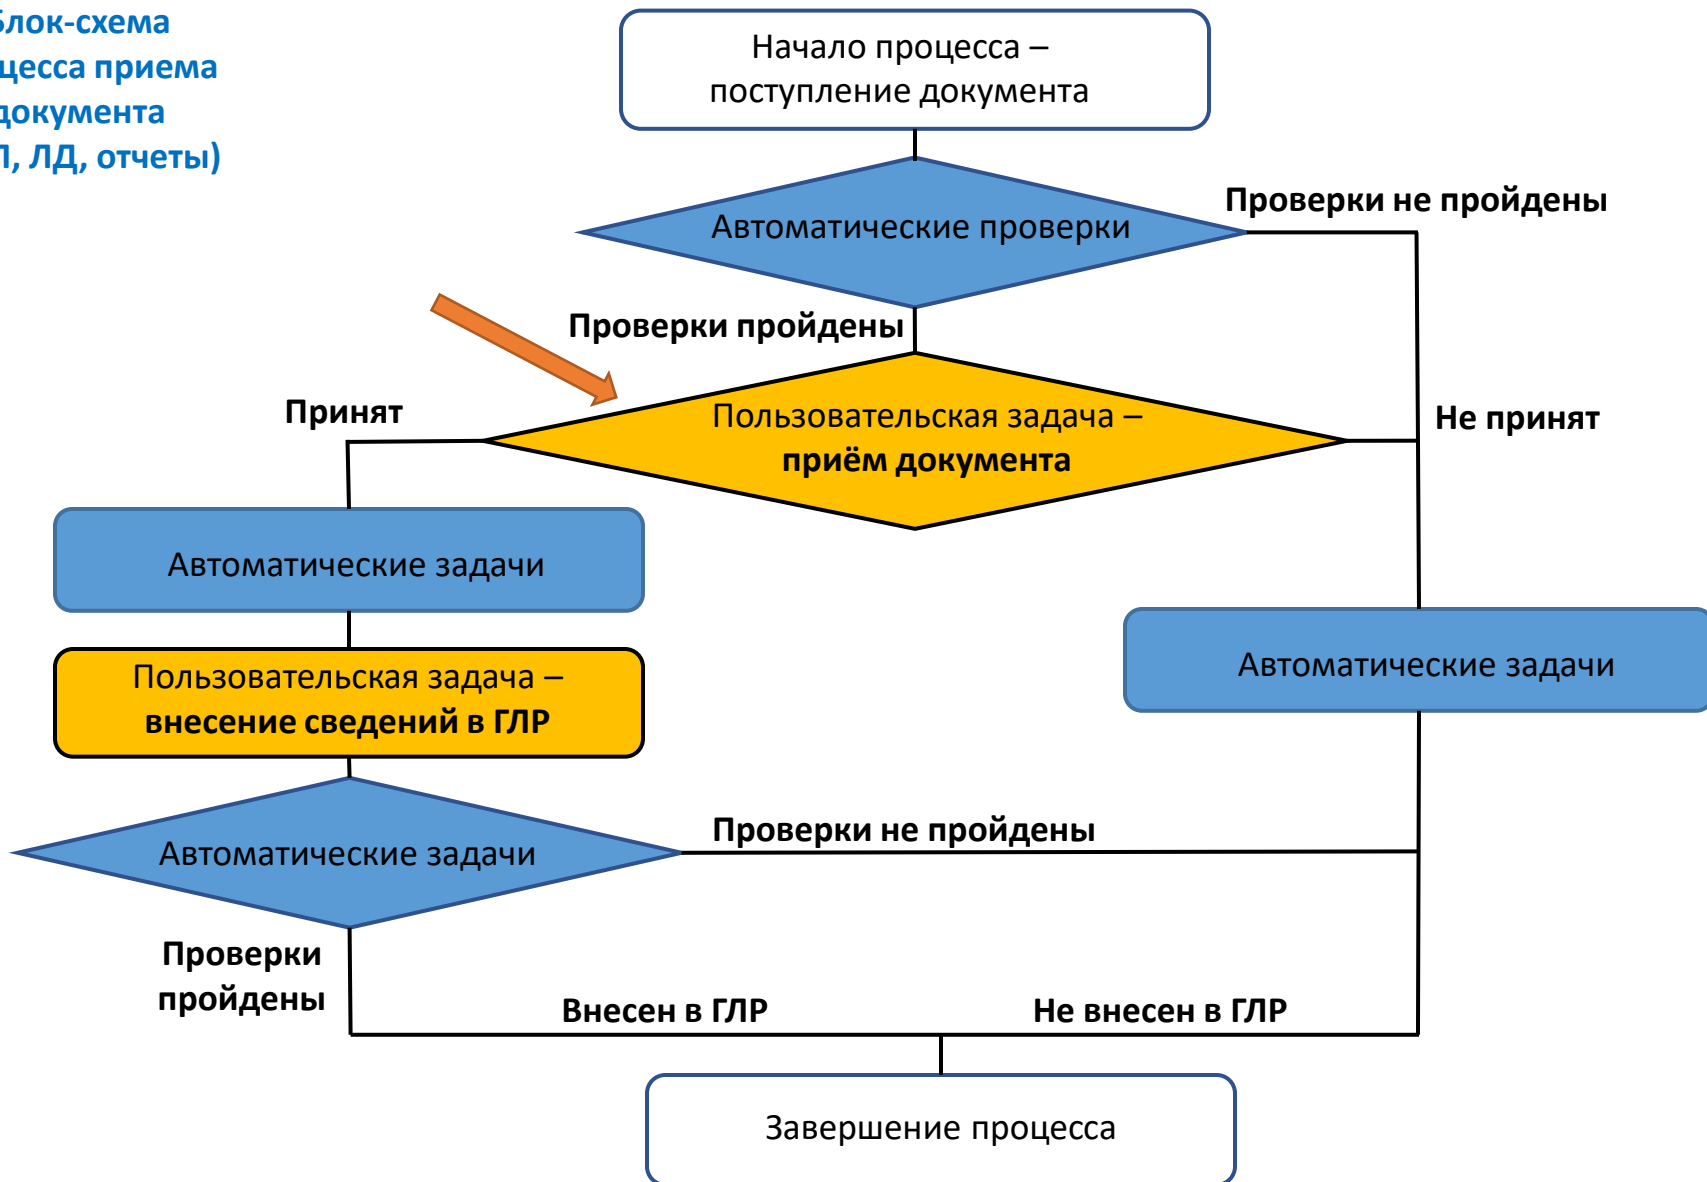 Блок-схема
цесса приема
документа
, ЛД, отчеты)
Начало процесса –
поступление документа
Автоматические проверки
Проверки не пройдены
Проверки пройдены
Принят
Пользовательская задача –
приём документа
Не принят
Автоматические задачи
Автоматические задачи
Пользовательская задача –
внесение сведений в ГЛР
Автоматические задачи
Проверки не пройдены
Проверки
пройдены
Внесен в ГЛР
Не внесен в ГЛР
Завершение процесса